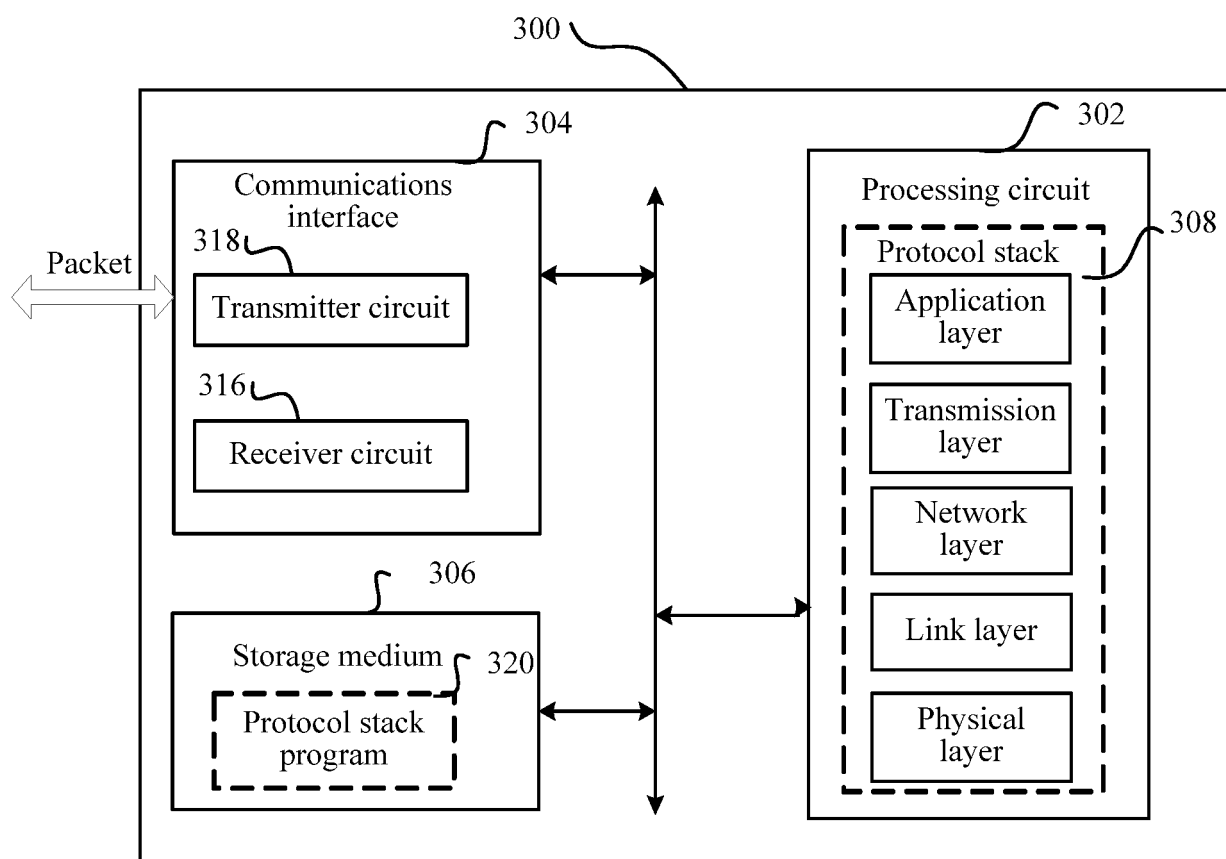 300
304
Communications
interface
318
Transmitter circuit
316
Receiver circuit
Packet
306
Storage medium
320
Protocol stack
program
302
Processing circuit
308
Protocol stack
Application
layer
Transmission
layer
Network
layer
Link layer
Physical
layer